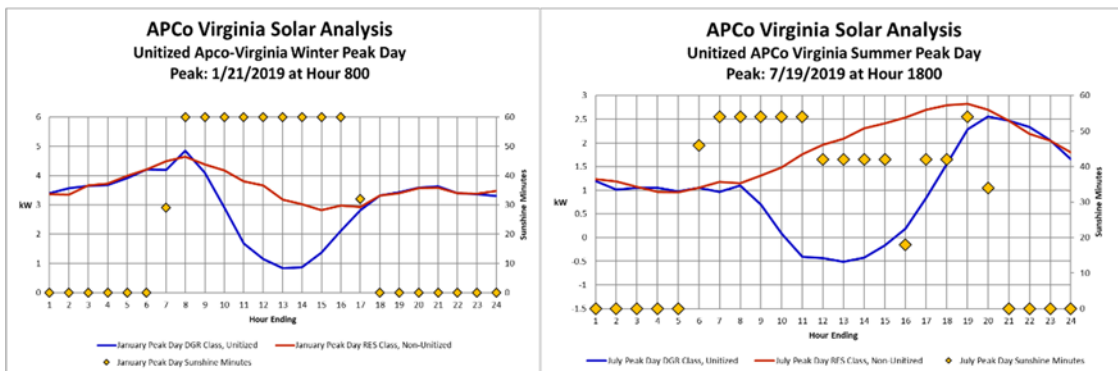 APCo Virginia Solar Analysis
Unitized Apco-Virginia Winter Peak Day
Peak: 1/21/2019 at Hour 800
6
5
4
3
2
1
0
kW
60
50
40
30
20
10
0
Sunshine Minutes
1 2 3 4 5 6 7 8 9 10 11 12 13 14 15 16 17 18 19 20 21 22 23 24
Hour Ending
January Peak Day DGR Class, Unitized January Peak Day RES Class, Non-Unitized
January Peak Day Sunshine Minutes
APCo Virginia Solar Analysis
Unitized APCo Virginia Summer Peak Day
Peak: 7/19/2019 at Hour 1800
3
2.5
2
1.5
1
0.5
0
-0.5
-1
-1.5
kW
60
50
40
30
20
10
0
Sunshine Minutes
1 2 3 4 5 6 7 8 9 10 11 12 13 14 15 16 17 18 19 20 21 22 23 24
Hour Ending
July Peak Day DGR Class, Unitized July Peak Day RES Class, Non-Unitized July Peak Day Sunshine Minutes